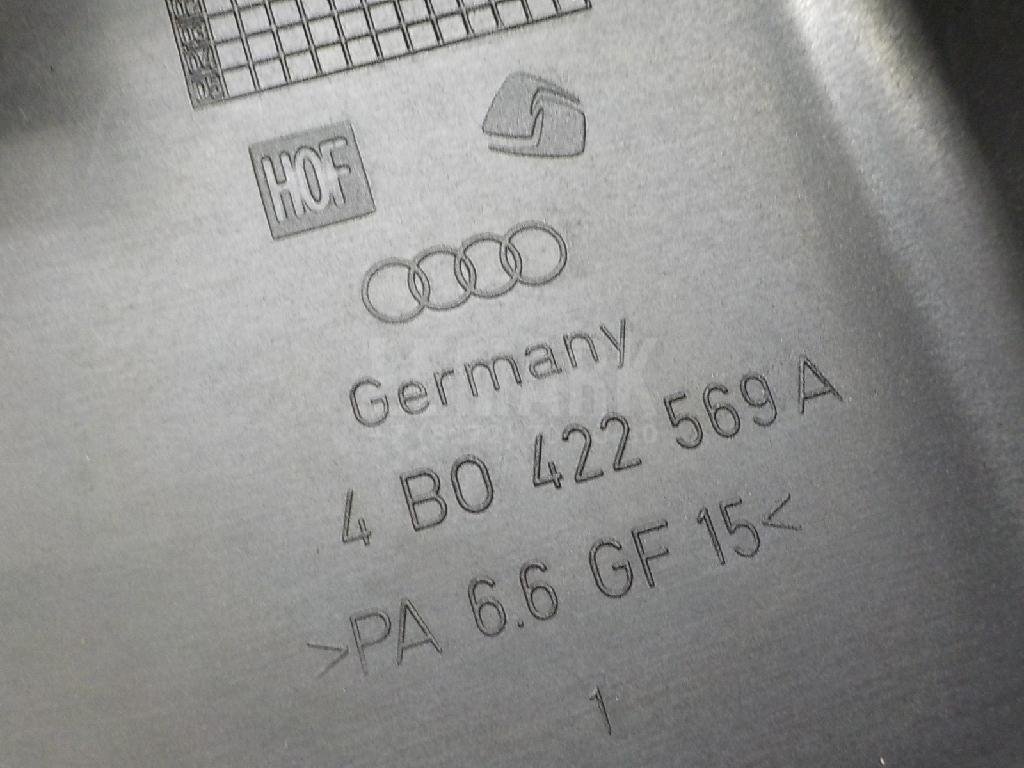 HOF
Germany
4 B0 422 569 A
>PA 6.6 GF 15<
1